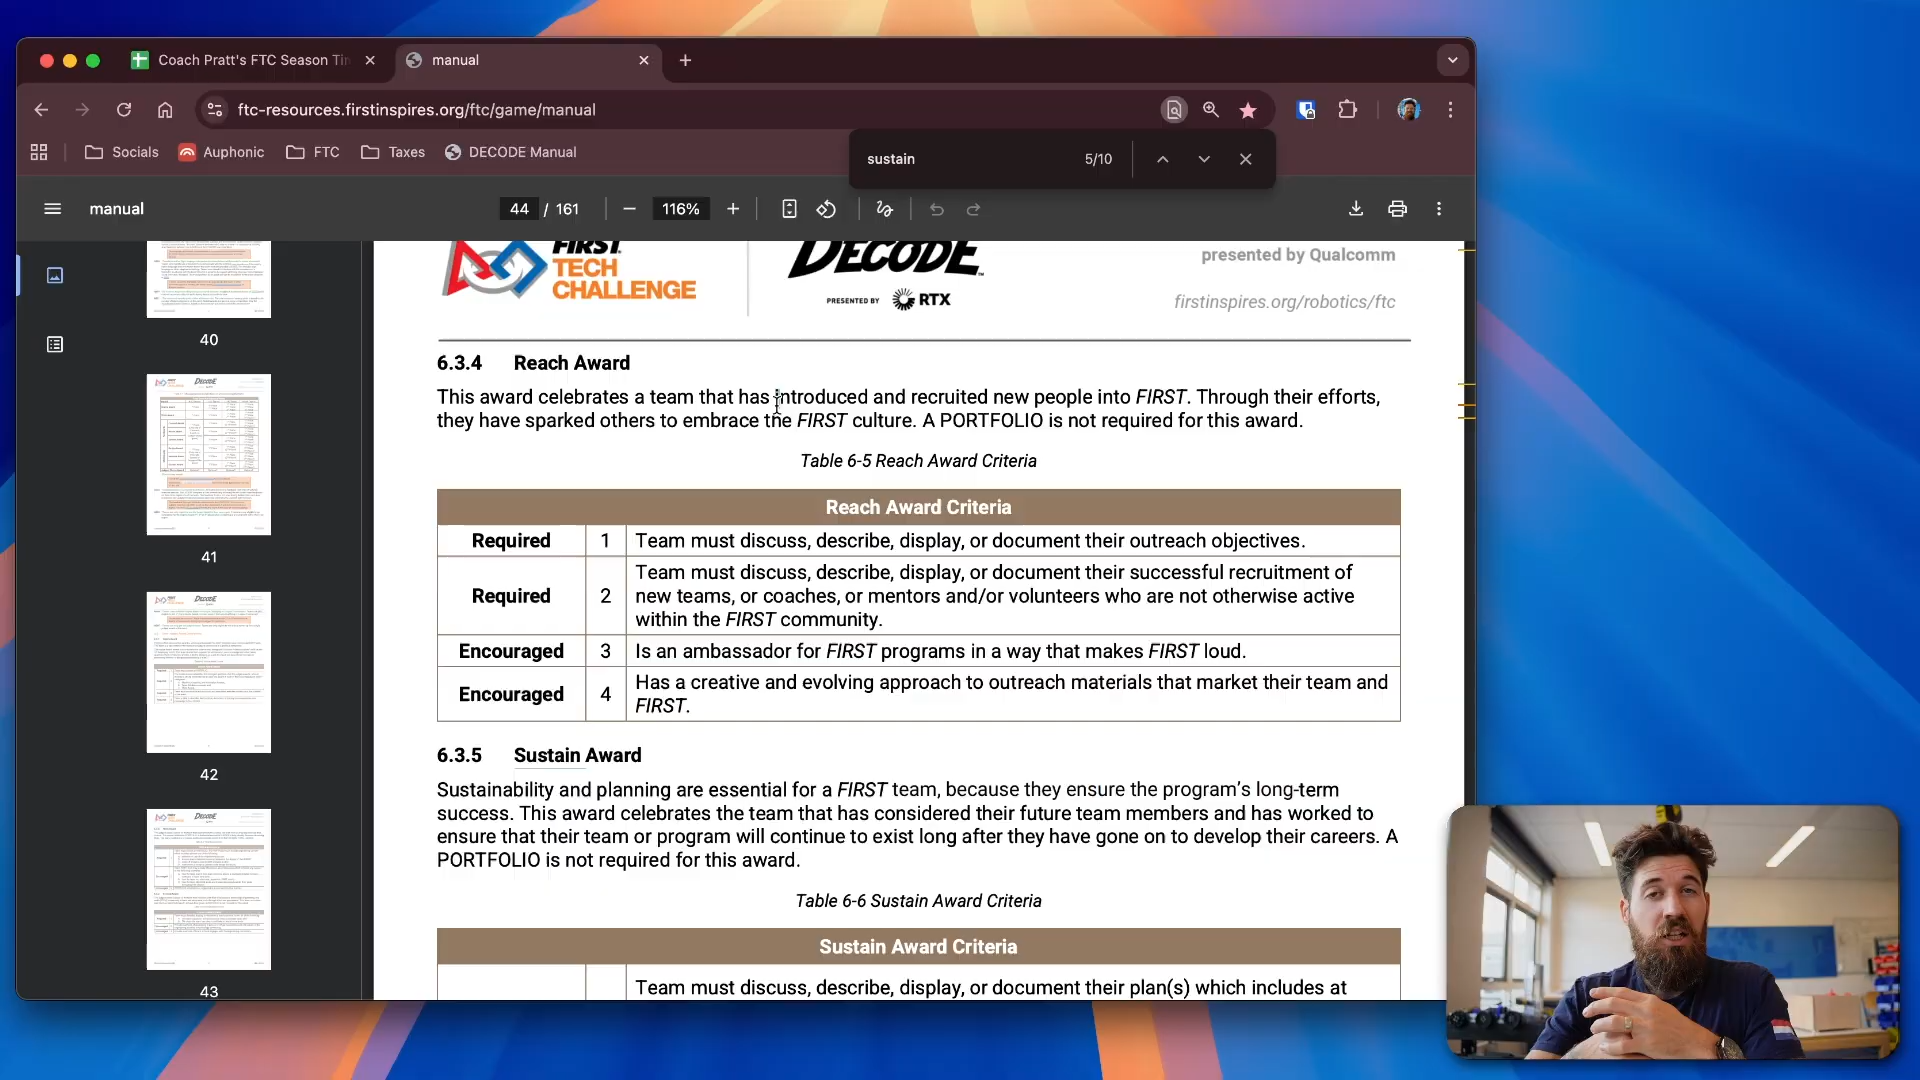 Coach Pratt's FTC Season Tir
manual
ftc-resources.firstinspires.org/ftc/game/manual
Socials
Auphonic
FTC
Taxes
DECODE Manual
sustain
5/10
manual
44 / 161
116%
40
41
42
43
FIRST
TECH
CHALLENGE
DECODE
PRESENTED BY RTX
presented by Qualcomm
firstinspires.org/robotics/ftc
6.3.4 Reach Award
This award celebrates a team that has introduced and recruited new people into FIRST. Through their efforts,
they have sparked others to embrace the FIRST culture. A PORTFOLIO is not required for this award.
Table 6-5 Reach Award Criteria
Reach Award Criteria
Required 1 Team must discuss, describe, display, or document their outreach objectives.
Required 2 Team must discuss, describe, display, or document their successful recruitment of
new teams, or coaches, or mentors and/or volunteers who are not otherwise active
within the FIRST community.
Encouraged 3 Is an ambassador for FIRST programs in a way that makes FIRST loud.
Encouraged 4 Has a creative and evolving approach to outreach materials that market their team and
FIRST.
6.3.5 Sustain Award
Sustainability and planning are essential for a FIRST team, because they ensure the program's long-term
success. This award celebrates the team that has considered their future team members and has worked to
ensure that their team or program will continue to exist long after they have gone on to develop their careers. A
PORTFOLIO is not required for this award.
Table 6-6 Sustain Award Criteria
Sustain Award Criteria
Team must discuss, describe, display, or document their plan(s) which includes at